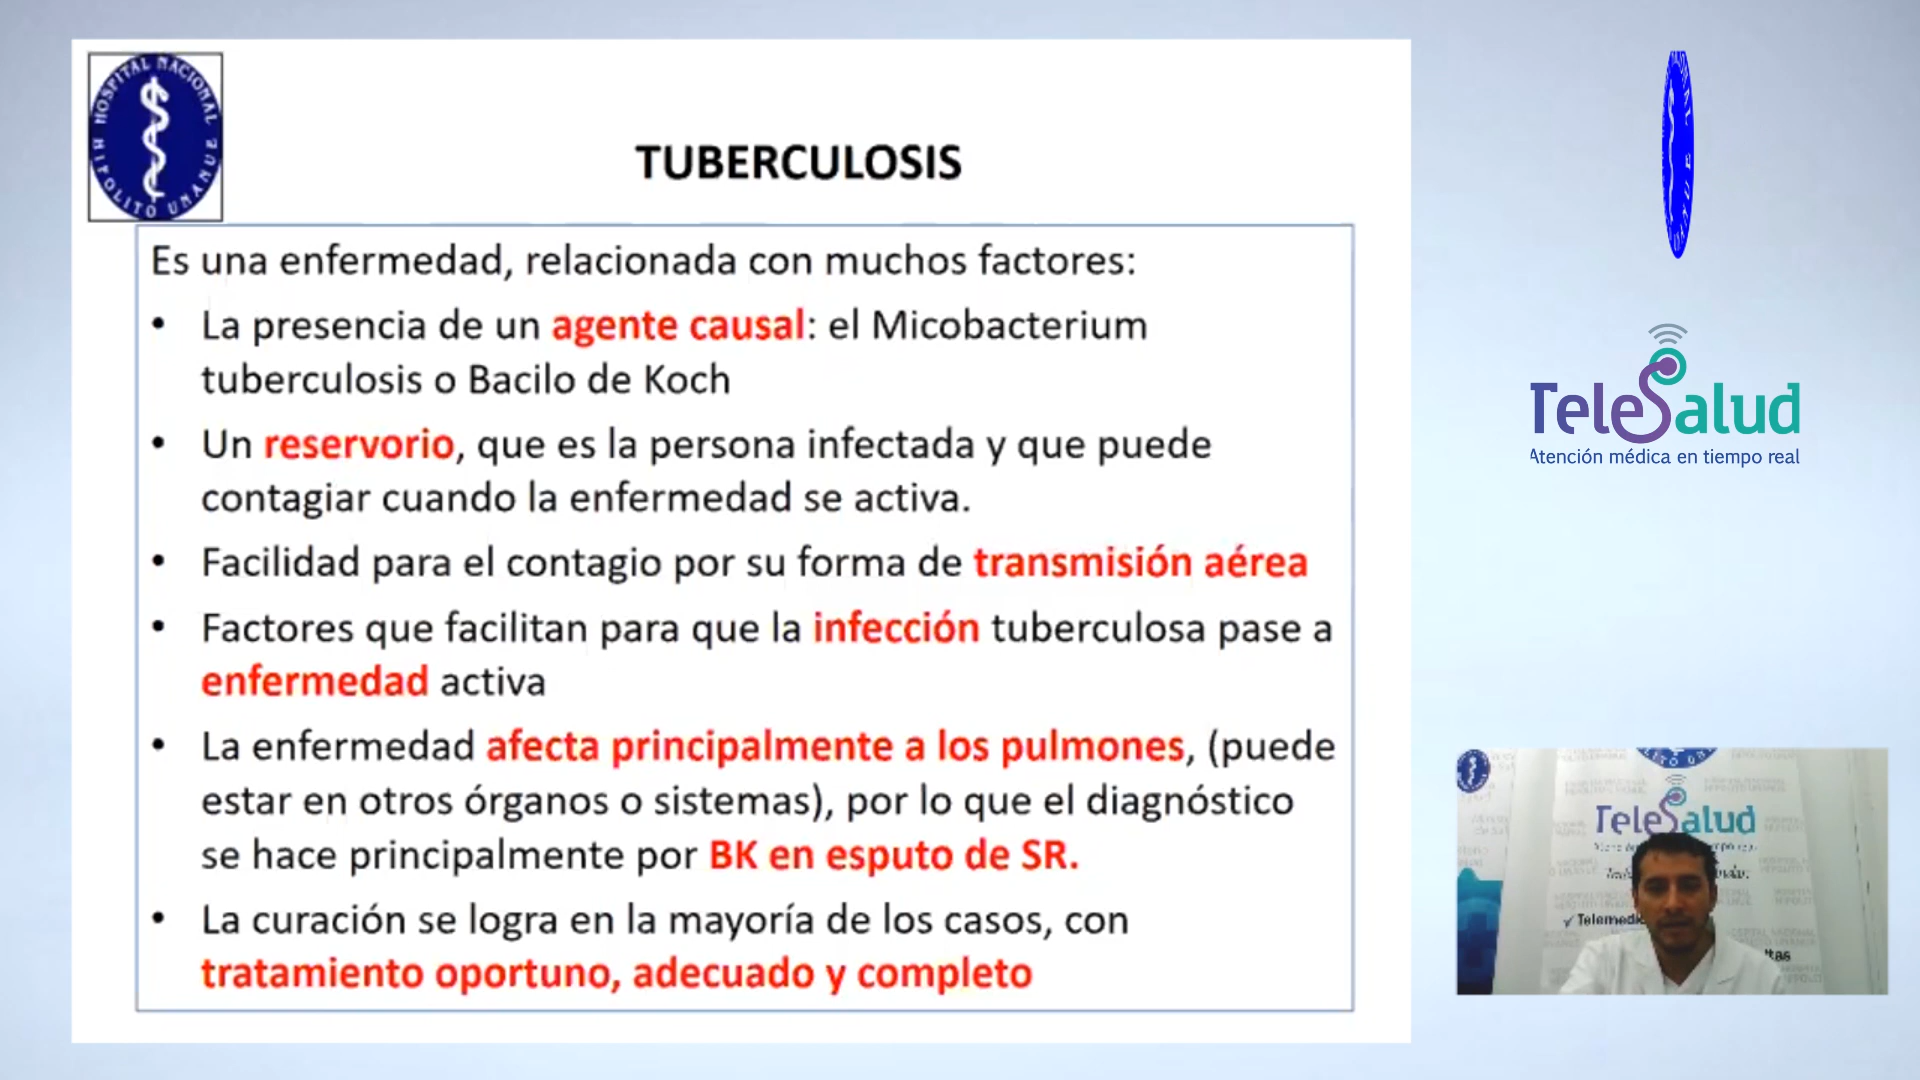 HOSPITAL NACIONAL
HIPOLITO UNANUE
TUBERCULOSIS
Es una enfermedad, relacionada con muchos factores:
• La presencia de un agente causal: el Micobacterium
tuberculosis o Bacilo de Koch
• Un reservorio, que es la persona infectada y que puede
contagiar cuando la enfermedad se activa.
• Facilidad para el contagio por su forma de transmisión aérea
• Factores que facilitan para que la infección tuberculosa pase a
enfermedad activa
• La enfermedad afecta principalmente a los pulmones, (puede
estar en otros órganos o sistemas), por lo que el diagnóstico
se hace principalmente por BK en esputo de SR.
• La curación se logra en la mayoría de los casos, con
tratamiento oportuno, adecuado y completo
TeleSalud
Atención médica en tiempo real
TeleSalud